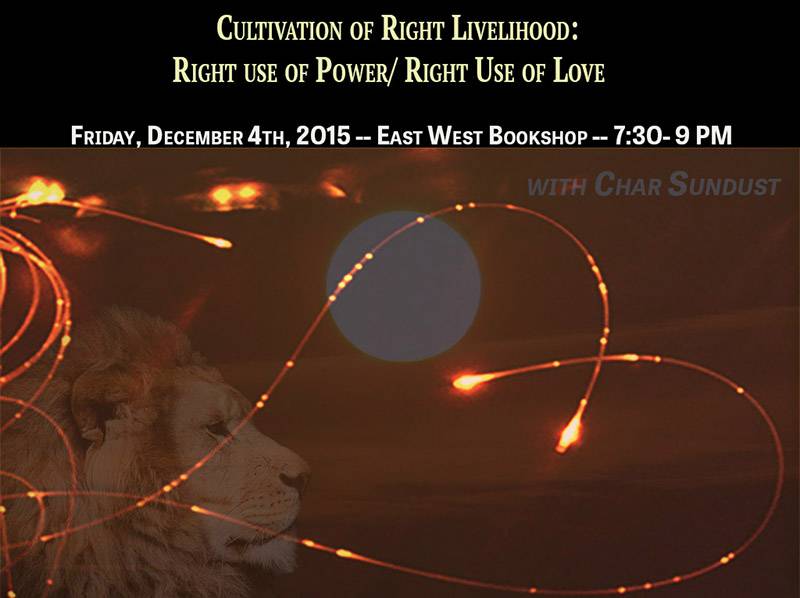 Cultivation of Right Livelihood:
Right use of Power/ Right Use of Love
Friday, December 4th, 2015 -- East West Bookshop -- 7:30- 9 PM
with Char Sundust